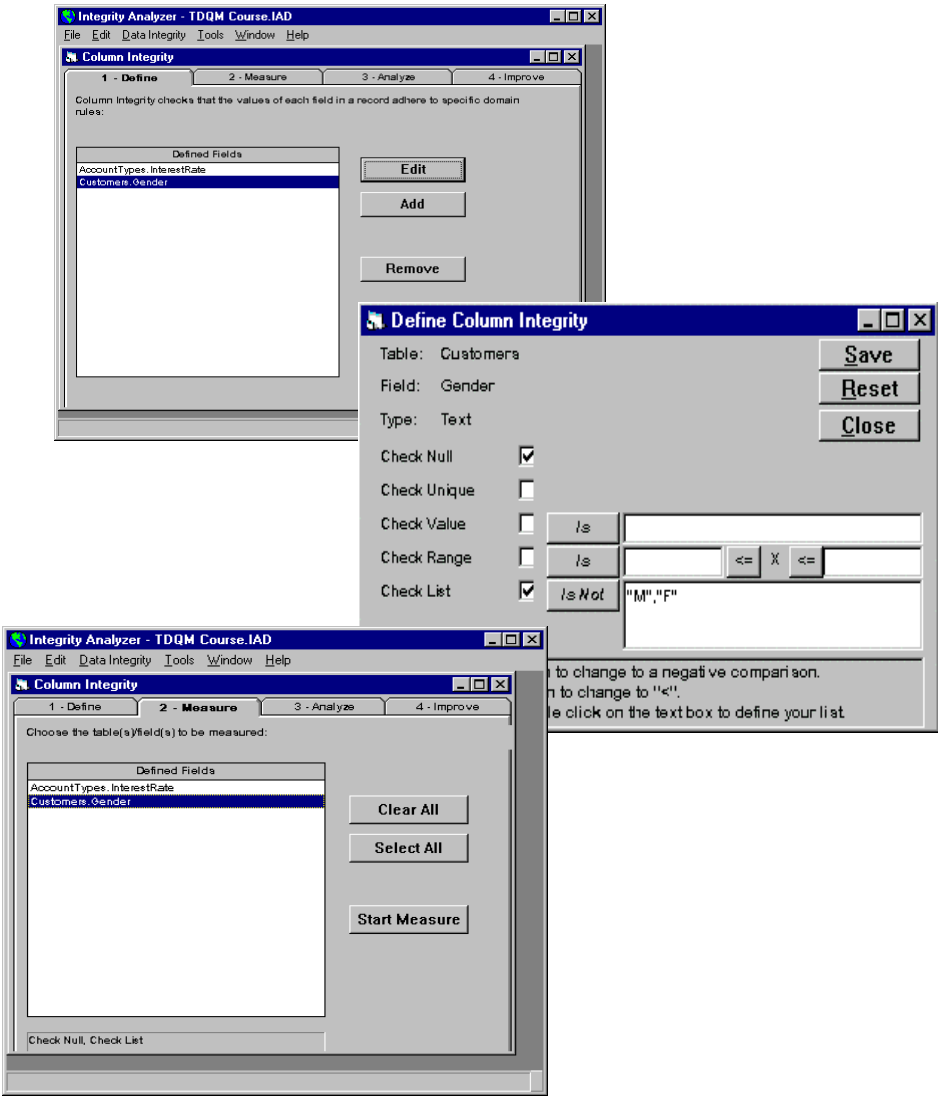 Integrity Analyzer - TDQM Course.IAD
File Edit Data Integrity Tools Window Help
Column Integrity
1 - Define 2 - Measure 3 - Analyze 4 - Improve
Column Integrity checks that the values of each field in a record adhere to specific domain
rules:
Defined Fields
AccountTypes.InterestRate
Customers.Gender
Edit
Add
Remove
Define Column Integrity
Table: Customers
Field: Gender
Type: Text
Save
Reset
Close
Check Null
Check Unique
Check Value Is
Check Range Is <= X <=
Check List Is Not "M","F"
to change to a negative comparison.
n to change to "<".
le click on the text box to define your list.
Integrity Analyzer - TDQM Course.IAD
File Edit Data Integrity Tools Window Help
Column Integrity
1 - Define 2 - Measure 3 - Analyze 4 - Improve
Choose the table(s)/field(s) to be measured:
Defined Fields
AccountTypes.InterestRate
Customers.Gender
Clear All
Select All
Start Measure
Check Null, Check List